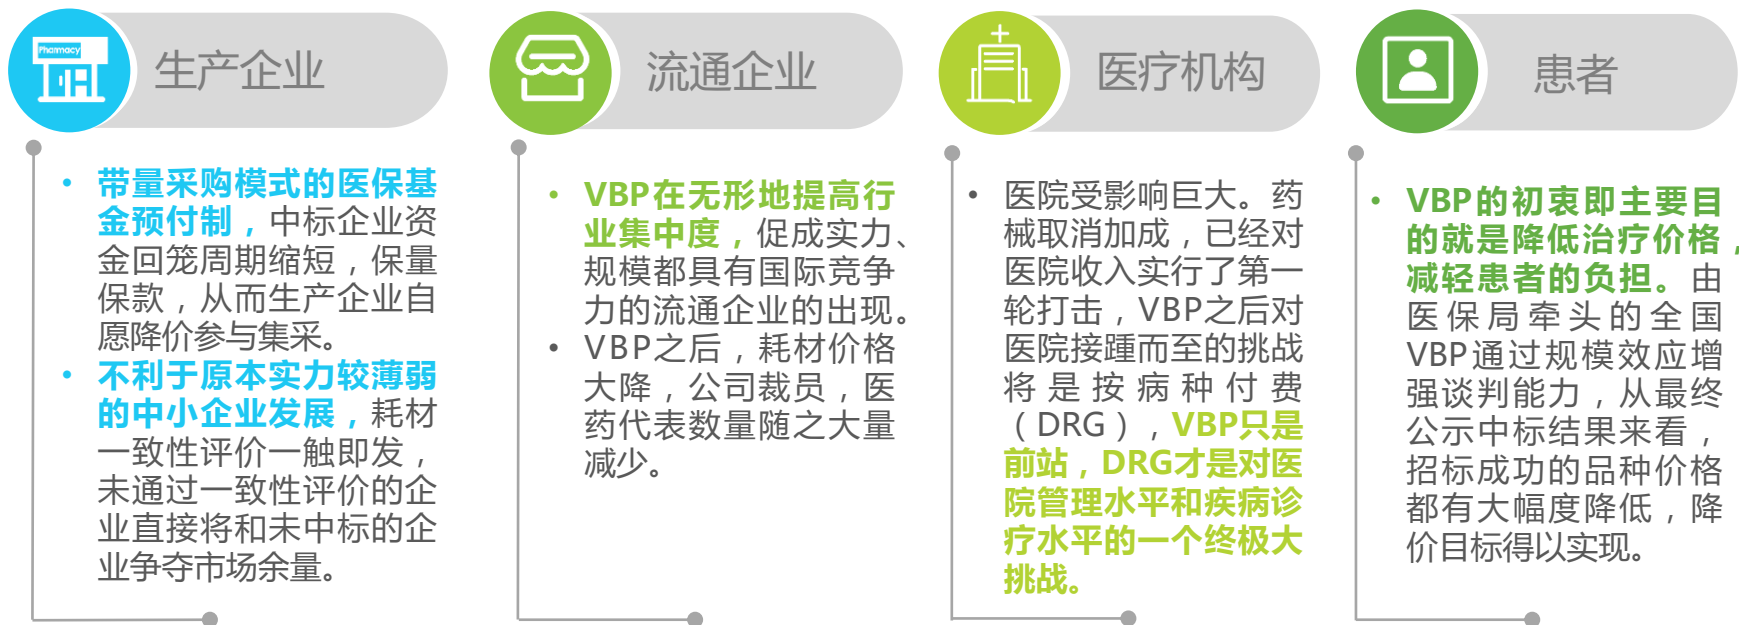 Pharmacy
生产企业
• 带量采购模式的医保基
金预付制，中标企业资
金回笼周期缩短，保量
保款，从而生产企业自
愿降价参与集采。
• 不利于原本实力较薄弱
的中小企业发展，耗材
一致性评价一触即发，
未通过一致性评价的企
业直接将和未中标的企
业争夺市场余量。
流通企业
• VBP在无形地提高行
业集中度，促成实力、
规模都具有国际竞争
力的流通企业的出现。
• VBP之后，耗材价格
大降，公司裁员，医
药代表数量随之大量
减少。
医疗机构
• 医院受影响巨大。药
械取消加成，已经对
医院收入实行了第一
轮打击，VBP之后对
医院接踵而至的挑战
将是按病种付费
（DRG），VBP只是
前站，DRG才是对医
院管理水平和疾病诊
疗水平的一个终极大
挑战。
患者
• VBP的初衷即主要目
的就是降低治疗价格，
减轻患者的负担。由
医保局牵头的全国
VBP通过规模效应增
强谈判能力，从最终
公示中标结果来看，
招标成功的品种价格
都有大幅度降低，降
价目标得以实现。